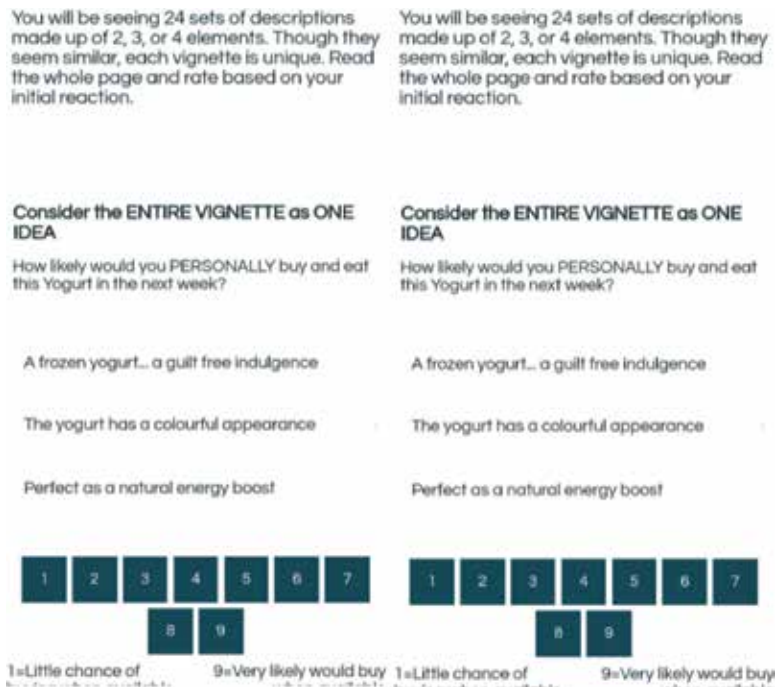 You will be seeing 24 sets of descriptions
made up of 2, 3, or 4 elements. Though they
seem similar, each vignette is unique. Read
the whole page and rate based on your
initial reaction.
Consider the ENTIRE VIGNETTE as ONE
IDEA
How likely would you PERSONALLY buy and eat
this Yogurt in the next week?
A frozen yogurt... a guilt free indulgence
The yogurt has a colourful appearance
Perfect as a natural energy boost
1 2 3 4 5 6 7
8 9
1=Little chance of 9=Very likely would buy
You will be seeing 24 sets of descriptions
made up of 2, 3, or 4 elements. Though they
seem similar, each vignette is unique. Read
the whole page and rate based on your
initial reaction.
Consider the ENTIRE VIGNETTE as ONE
IDEA
How likely would you PERSONALLY buy and eat
this Yogurt in the next week?
A frozen yogurt... a guilt free indulgence
The yogurt has a colourful appearance
Perfect as a natural energy boost
1 2 3 4 5 6 7
8 9
1=Little chance of 9=Very likely would buy